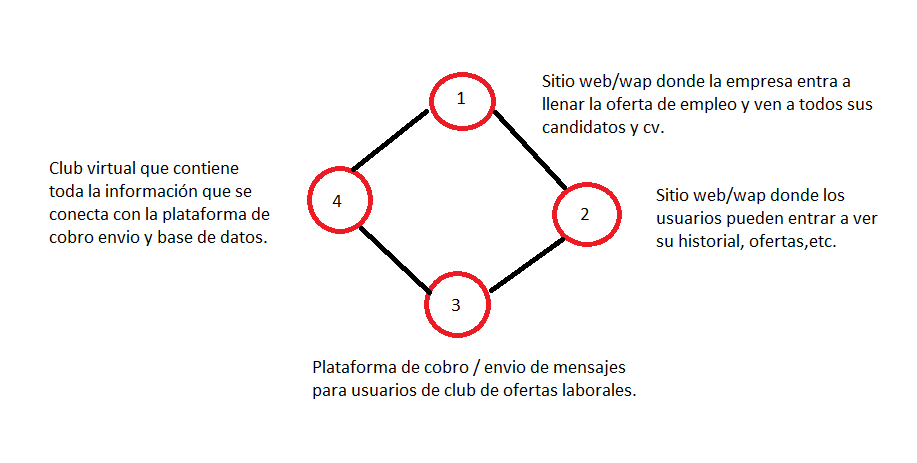 1
Sitio web/wap donde la empresa entra a
llenar la oferta de empleo y ven a todos sus
candidatos y cv.
2
Sitio web/wap donde los
usuarios pueden entrar a ver
su historial, ofertas,etc.
3
Plataforma de cobro / envio de mensajes
para usuarios de club de ofertas laborales.
4
Club virtual que contiene
toda la información que se
conecta con la plataforma de
cobro envio y base de datos.